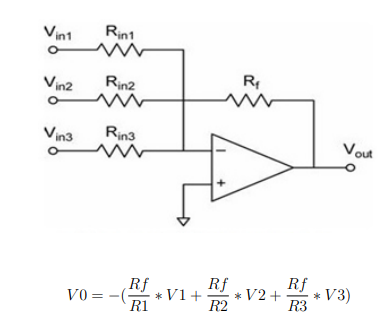 Vin1 Rin1
Vin2 Rin2 Rf
Vin3 Rin3
−
+
Vout
V0 = −(Rf/R1 ∗ V1 + Rf/R2 ∗ V2 + Rf/R3 ∗ V3)